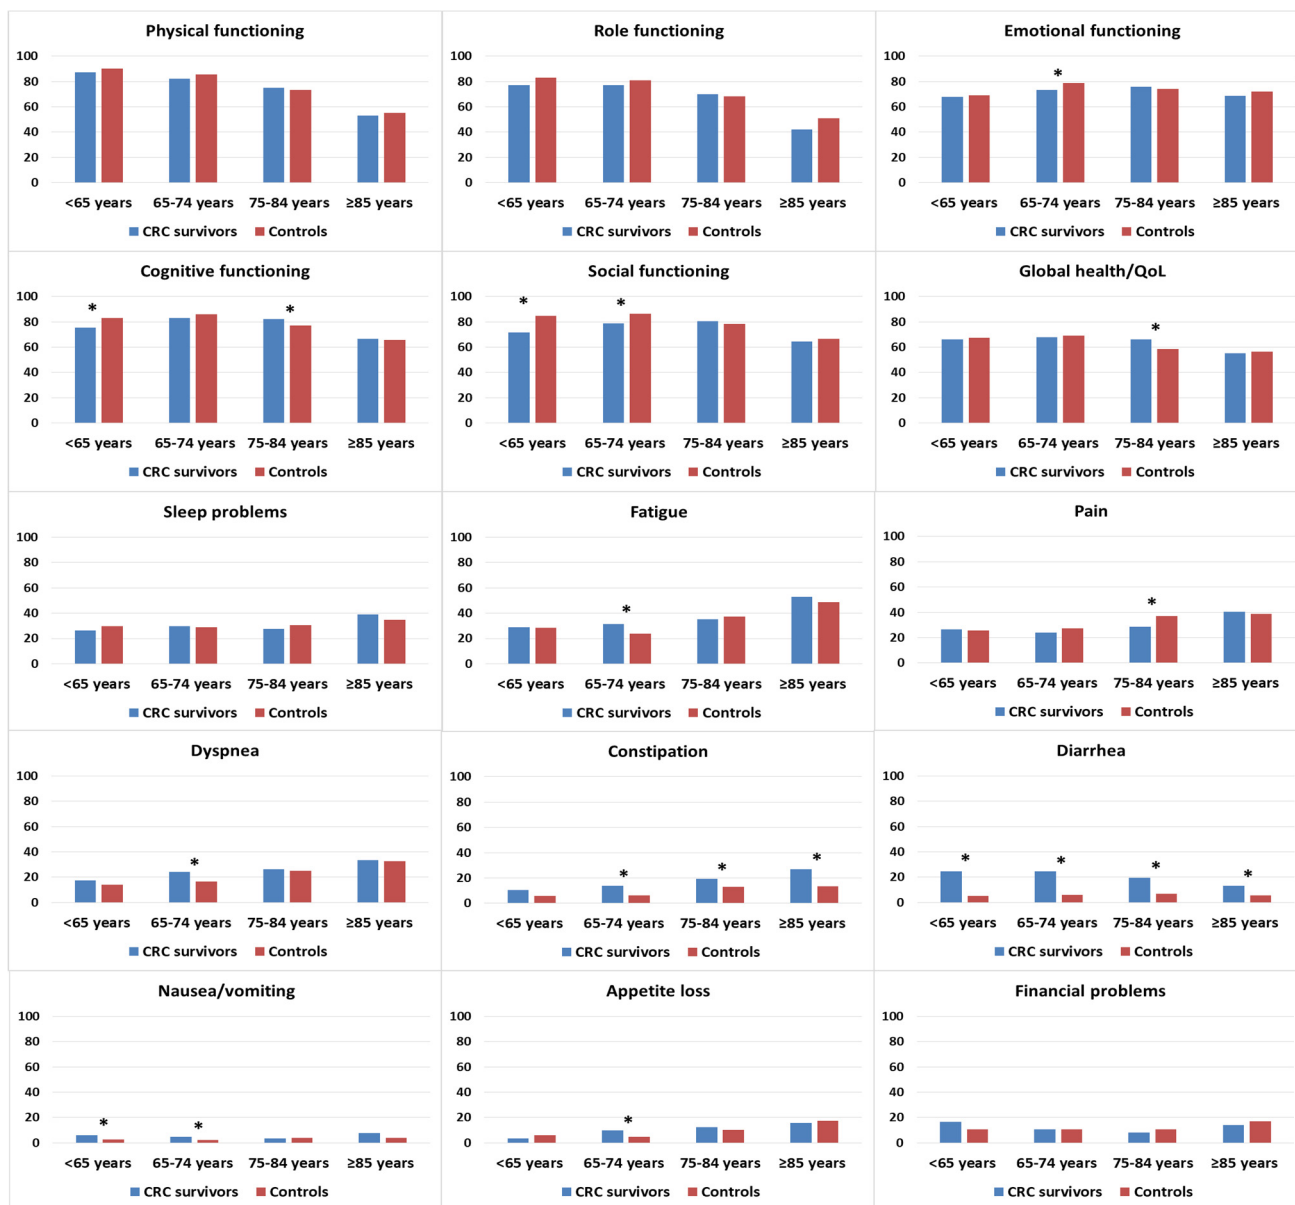 Physical functioning
100
80
60
40
20
0
<65 years 65-74 years 75-84 years ≥85 years
CRC survivors Controls
Role functioning
100
80
60
40
20
0
<65 years 65-74 years 75-84 years ≥85 years
CRC survivors Controls
Emotional functioning
100
*
80
60
40
20
0
<65 years 65-74 years 75-84 years ≥85 years
CRC survivors Controls
Cognitive functioning
100
* *
80
60
40
20
0
<65 years 65-74 years 75-84 years ≥85 years
CRC survivors Controls
Social functioning
100
* *
80
60
40
20
0
<65 years 65-74 years 75-84 years ≥85 years
CRC survivors Controls
Global health/QoL
100
80
*
60
40
20
0
<65 years 65-74 years 75-84 years ≥85 years
CRC survivors Controls
Sleep problems
100
80
60
40
20
0
<65 years 65-74 years 75-84 years ≥85 years
CRC survivors Controls
Fatigue
100
80
60
40
*
20
0
<65 years 65-74 years 75-84 years ≥85 years
CRC survivors Controls
Pain
100
80
60
*
40
20
0
<65 years 65-74 years 75-84 years ≥85 years
CRC survivors Controls
Dyspnea
100
80
60
40
*
20
0
<65 years 65-74 years 75-84 years ≥85 years
CRC survivors Controls
Constipation
100
80
60
40
* * *
20
0
<65 years 65-74 years 75-84 years ≥85 years
CRC survivors Controls
Diarrhea
100
80
60
40
* * * *
20
0
<65 years 65-74 years 75-84 years ≥85 years
CRC survivors Controls
Nausea/vomiting
100
80
60
40
20
* *
0
<65 years 65-74 years 75-84 years ≥85 years
CRC survivors Controls
Appetite loss
100
80
60
40
20
*
0
<65 years 65-74 years 75-84 years ≥85 years
CRC survivors Controls
Financial problems
100
80
60
40
20
0
<65 years 65-74 years 75-84 years ≥85 years
CRC survivors Controls